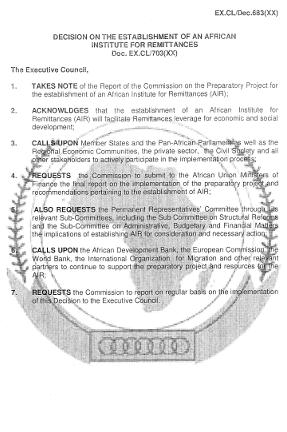 EX.CL/Dec.683(XX)
DECISION ON THE ESTABLISHMENT OF AN AFRICAN
INSTITUTE FOR REMITTANCES
Doc. EX.CL/703(XX)
The Executive Council,
1. TAKES NOTE of the Report of the Commission on the Preparatory Project for
the establishment of an African Institute for Remittances (AIR);
2. ACKNOWLDGES that the establishment of an African Institute for
Remittances (AIR) will facilitate Remittances leverage for economic and social
development;
3. CALLS UPON Member States and the Pan-African Parliament as well as the
Regional Economic Communities, the private sector, the Civil Society and all
other stakeholders to actively participate in the implementation process;
4. REQUESTS the Commission to submit to the African Union Ministers of
Finance the final report on the implementation of the preparatory project and
recommendations pertaining to the establishment of AIR;
5. ALSO REQUESTS the Permanent Representatives' Committee through its
relevant Sub-Committees, including the Sub Committee on Structural Reforms
and the Sub-Committee on Administrative, Budgetary and Financial Matters
the implications of establishing AIR for consideration and necessary action;
6. CALLS UPON the African Development Bank, the European Commission, the
World Bank, the International Organization for Migration and other relevant
partners to continue to support the preparatory project and resources for the
AIR;
7. REQUESTS the Commission to report on regular basis on the implementation
of this Decision to the Executive Council.